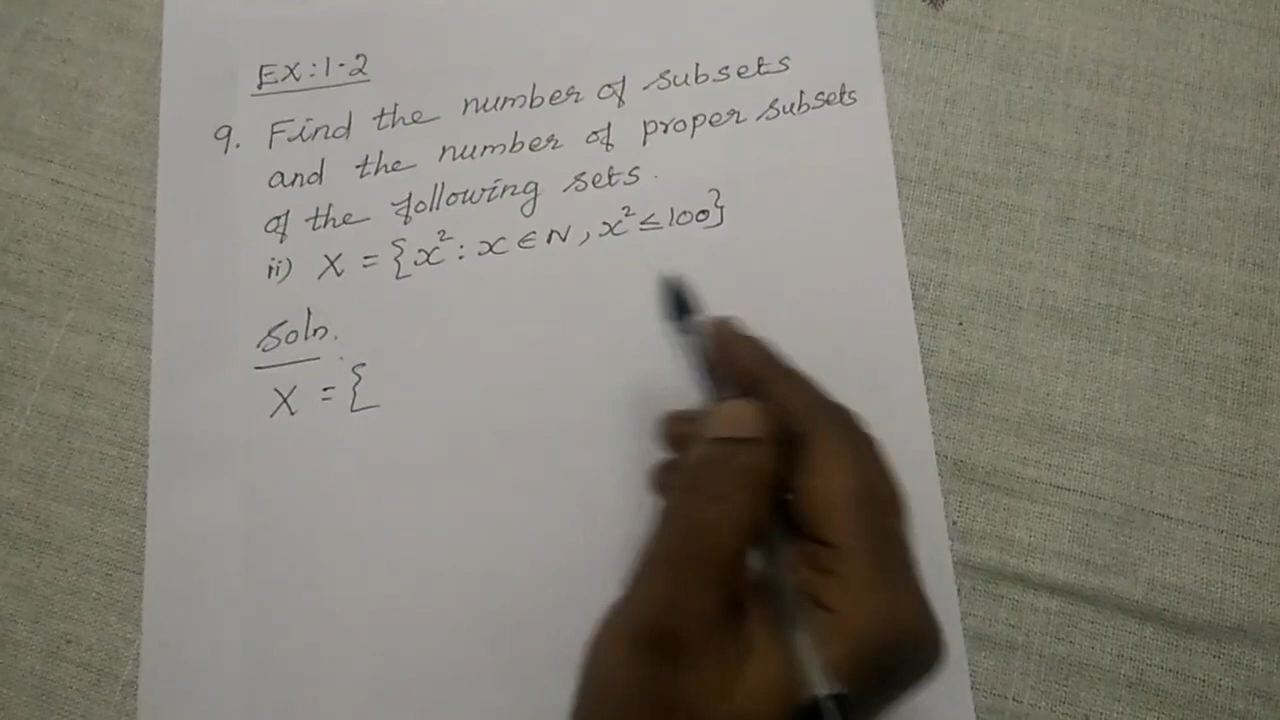 EX:1.2
9. Find the number of subsets
and the number of proper subsets
of the following sets.
ii) X = {x²: x ∈ N, x² ≤ 100}
Soln.
X = {